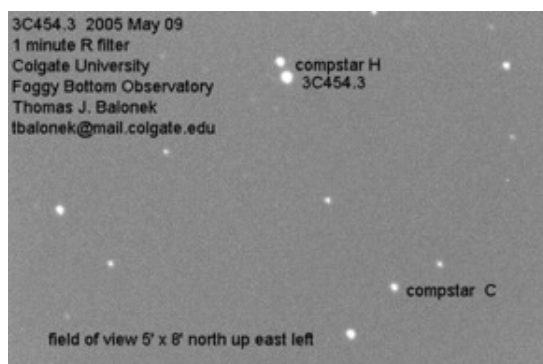 3C454.3 2005 May 09
1 minute R filter
Colgate University
Foggy Bottom Observatory
Thomas J. Balonek
tbalonek@mail.colgate.edu
compstar H
3C454.3
compstar C
field of view 5' x 8' north up east left